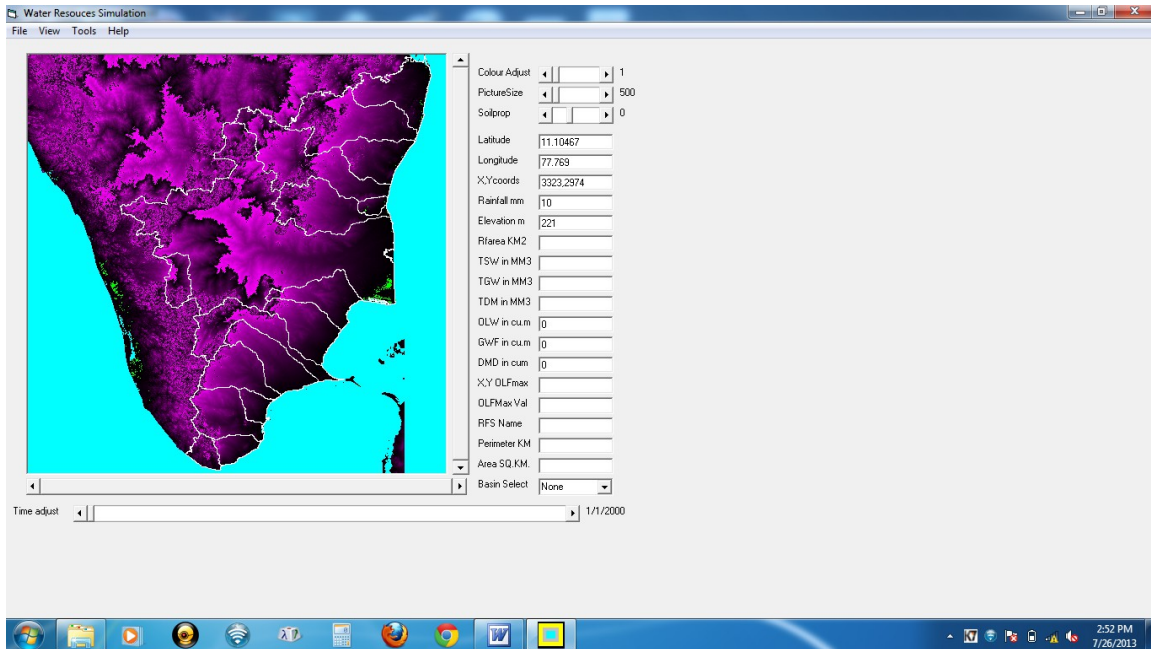 Water Resouces Simulation
File View Tools Help
Colour Adjust 1
PictureSize 500
Soilprop 0
Latitude 11.10467
Longitude 77.769
X,Ycoords 3323,2974
Rainfall mm 10
Elevation m 221
Rfarea KM2
TSW in MM3
TGW in MM3
TDM in MM3
OLW in cu.m 0
GWF in cu.m 0
DMD in cum 0
X,Y OLFmax
OLFMax Val
RFS Name
Perimeter KM
Area SQ.KM.
Basin Select None
Time adjust 1/1/2000
2:52 PM
7/26/2013